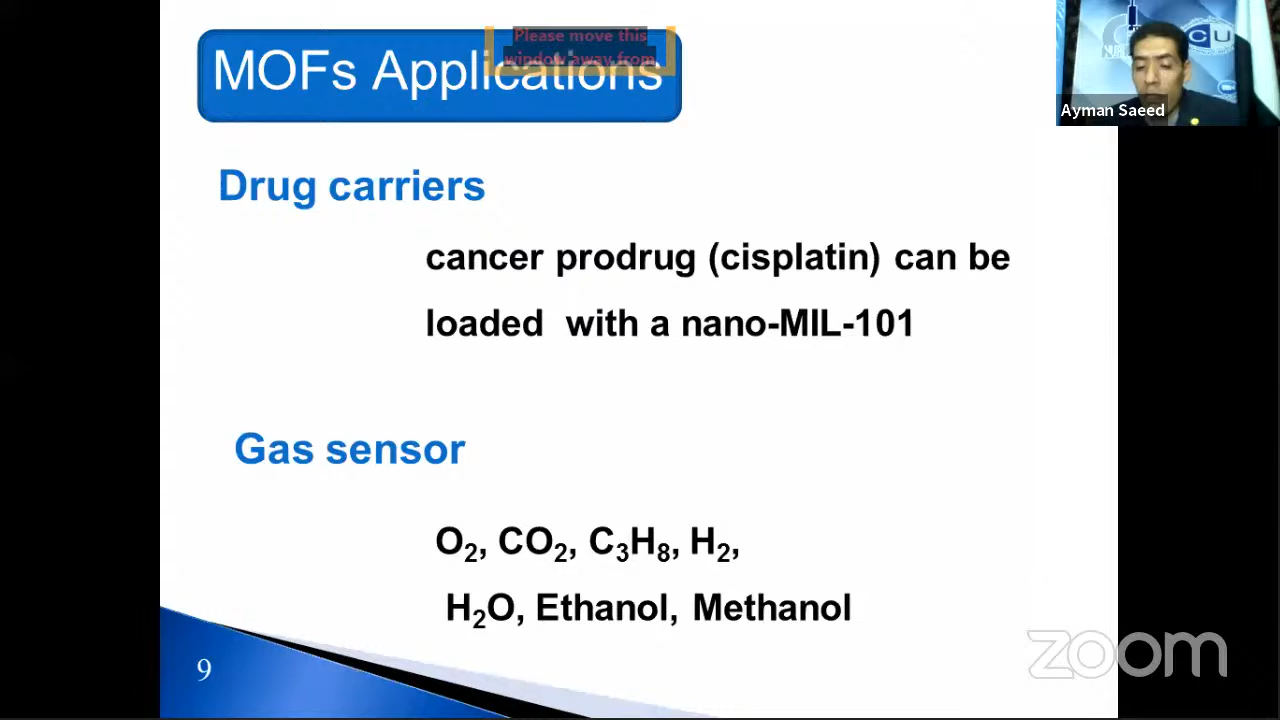 MOFs Applications
Please move this
window away from
Ayman Saeed
CU
Drug carriers
cancer prodrug (cisplatin) can be
loaded with a nano-MIL-101
Gas sensor
O₂, CO₂, C₃H₈, H₂,
H₂O, Ethanol, Methanol
9
zoom